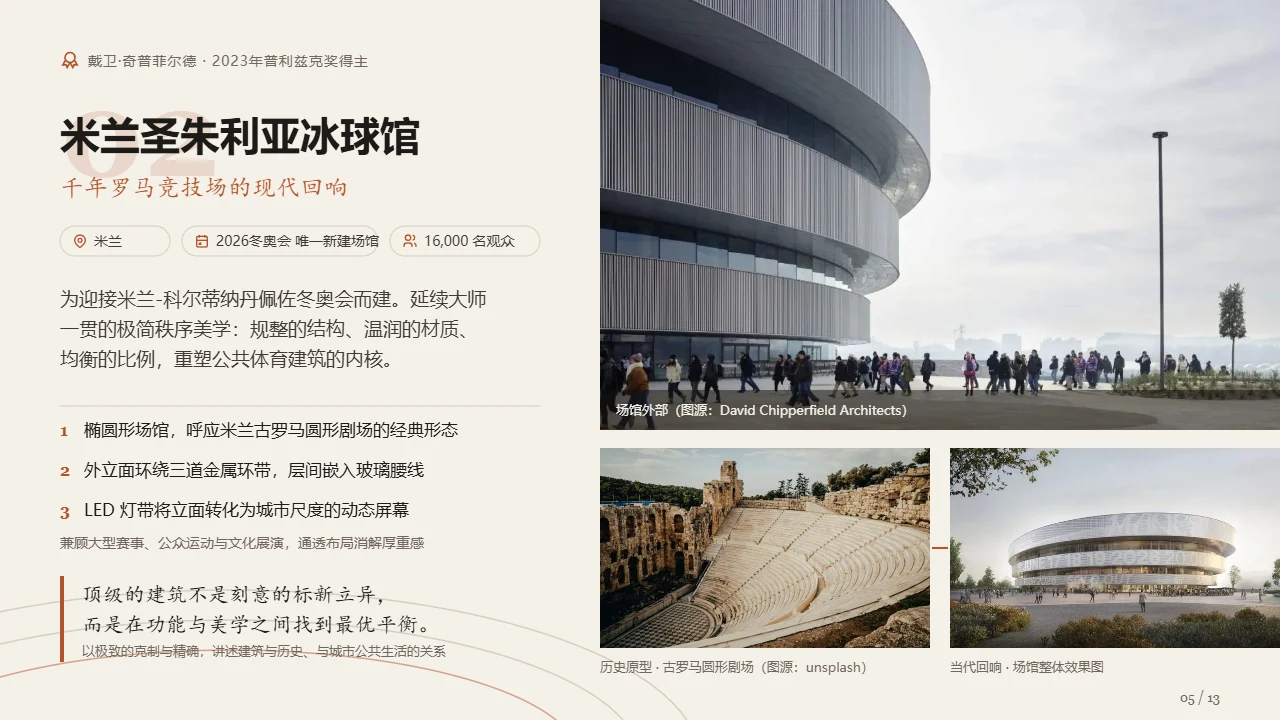 戴卫·奇普菲尔德 · 2023年普利兹克奖得主
02
米兰圣朱利亚冰球馆
千年罗马竞技场的现代回响
米兰
2026冬奥会 唯一新建场馆
16,000 名观众
为迎接米兰-科尔蒂纳丹佩佐冬奥会而建。延续大师
一贯的极简秩序美学：规整的结构、温润的材质、
均衡的比例，重塑公共体育建筑的内核。
1 椭圆形场馆，呼应米兰古罗马圆形剧场的经典形态
2 外立面环绕三道金属环带，层间嵌入玻璃腰线
3 LED 灯带将立面转化为城市尺度的动态屏幕
兼顾大型赛事、公众运动与文化展演，通透布局消解厚重感
顶级的建筑不是刻意的标新立异，
而是在功能与美学之间找到最优平衡。
以极致的克制与精确，讲述建筑与历史、与城市公共生活的关系
场馆外部（图源：David Chipperfield Architects）
历史原型 · 古罗马圆形剧场（图源：unsplash）
当代回响 · 场馆整体效果图
05 / 13